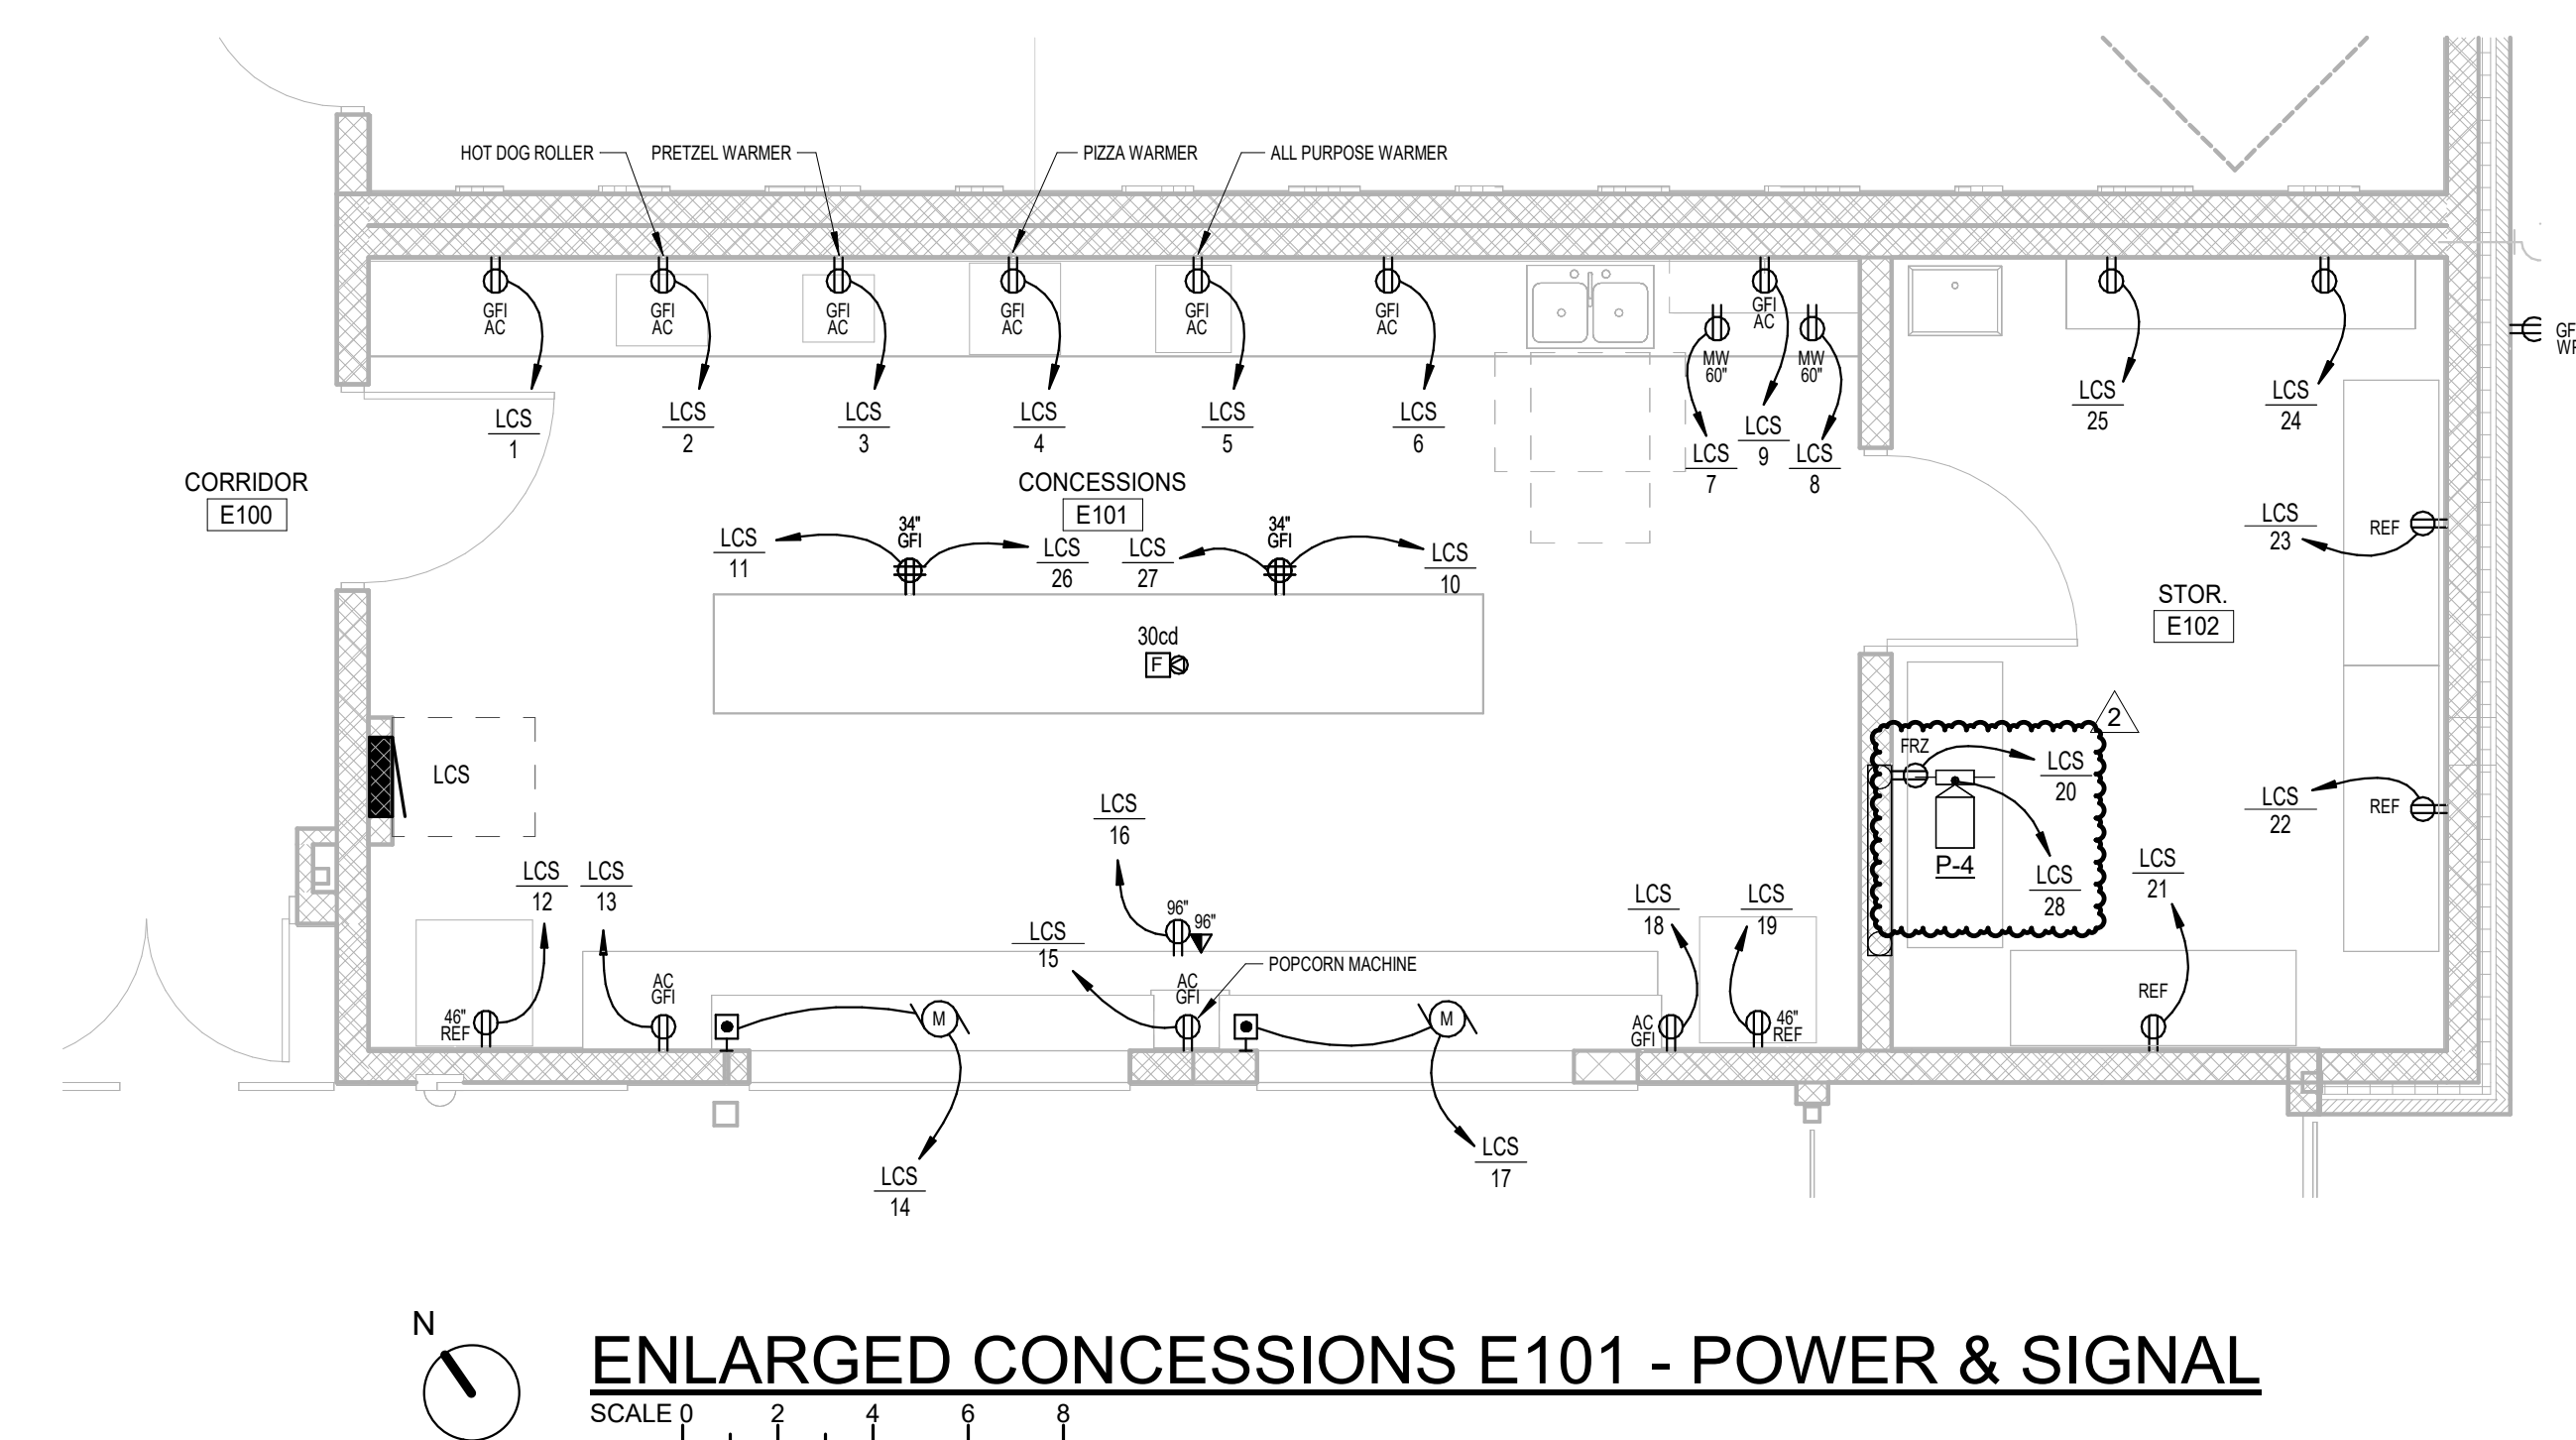 HOT DOG ROLLER
PRETZEL WARMER
PIZZA WARMER
ALL PURPOSE WARMER
GFI
AC
GFI
AC
GFI
AC
GFI
AC
GFI
AC
GFI
AC
GFI
AC
MW
60"
MW
60"
LCS
1
LCS
2
LCS
3
LCS
4
LCS
5
LCS
6
LCS
7
LCS
9
LCS
8
LCS
25
LCS
24
CORRIDOR
E100
CONCESSIONS
E101
LCS
11
34"
GFI
LCS
26
LCS
27
34"
GFI
LCS
10
LCS
23
REF
STOR.
E102
30cd
F
LCS
2
FRZ
LCS
20
P-4
LCS
28
LCS
22
REF
LCS
21
REF
LCS
16
96"
96"
LCS
12
LCS
13
LCS
15
POPCORN MACHINE
LCS
18
LCS
19
46"
REF
AC
GFI
M
AC
GFI
M
AC
GFI
46"
REF
LCS
14
LCS
17
N
ENLARGED CONCESSIONS E101 - POWER & SIGNAL
SCALE 0 2 4 6 8